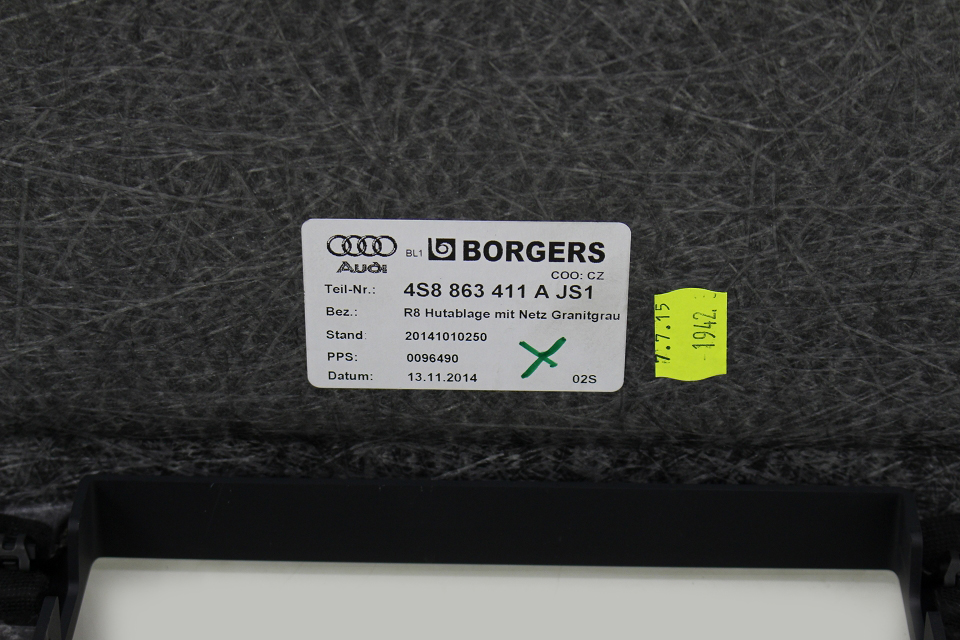 Audi BL1 BORGERS
COO: CZ
Teil-Nr.: 4S8 863 411 A JS1
Bez.: R8 Hutablage mit Netz Granitgrau
Stand: 20141010250
PPS: 0096490
Datum: 13.11.2014 02S
7.7.15
1942